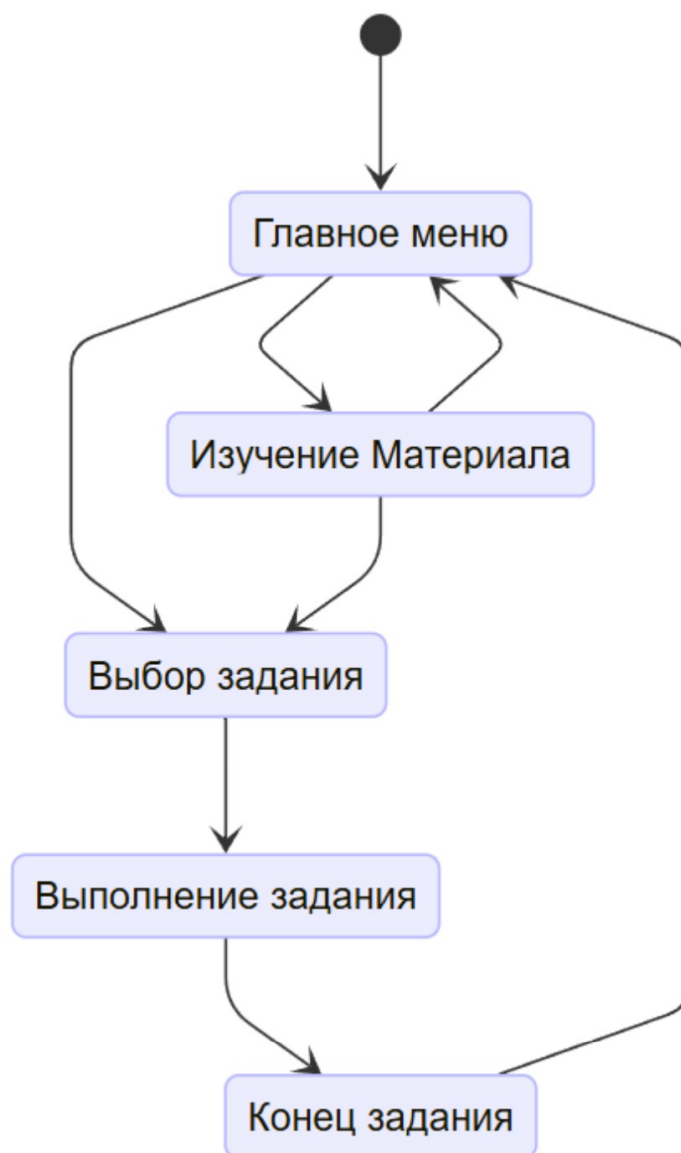 Главное меню
Изучение Материала
Выбор задания
Выполнение задания
Конец задания